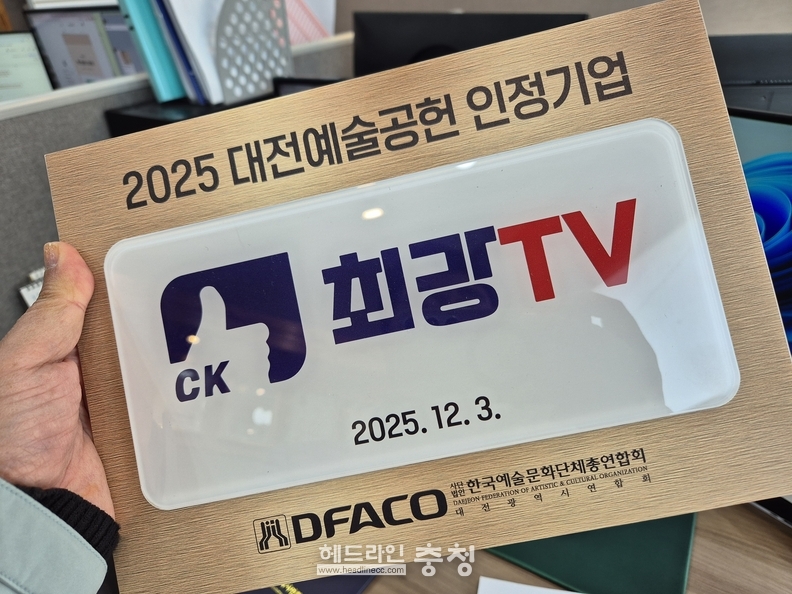 2025 대전예술공헌 인정기업
최강TV
CK
2025. 12. 3.
DFACO
사단법인 한국예술문화단체총연합회
DAEJEON FEDERATION OF ARTISTIC & CULTURAL ORGANIZATION
대전광역시연합회
헤드라인 충청
www.headlinecc.com